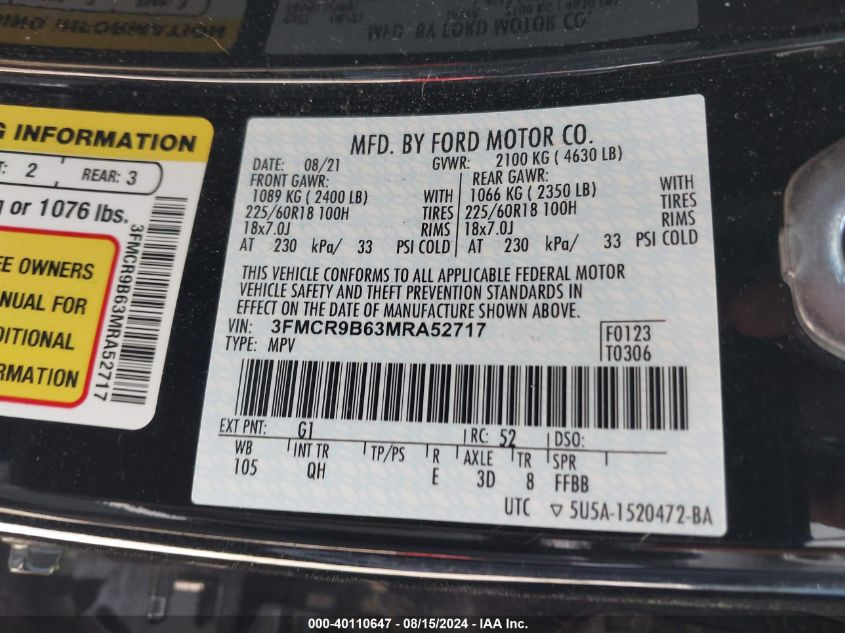 G INFORMATION
T: 2 REAR: 3
g or 1076 lbs.
EE OWNERS
NUAL FOR
DITIONAL
RMATION
3FMCR9B63MRA52717
MFD. BY FORD MOTOR CO.
DATE: 08/21 GVWR: 2100 KG ( 4630 LB)
FRONT GAWR: REAR GAWR:
1089 KG ( 2400 LB) WITH 1066 KG ( 2350 LB) WITH
225/60R18 100H TIRES 225/60R18 100H TIRES
18x7.0J RIMS 18x7.0J RIMS
AT 230 kPa/ 33 PSI COLD AT 230 kPa/ 33 PSI COLD
THIS VEHICLE CONFORMS TO ALL APPLICABLE FEDERAL MOTOR
VEHICLE SAFETY AND THEFT PREVENTION STANDARDS IN
EFFECT ON THE DATE OF MANUFACTURE SHOWN ABOVE.
VIN: 3FMCR9B63MRA52717 F0123
TYPE: MPV T0306
EXT PNT: G1 RC: 52 DSO:
WB INT TR TP/PS R AXLE TR SPR
105 QH E 3D 8 FFBB
UTC ▽ 5U5A-1520472-BA
000-40110647 - 08/15/2024 - IAA Inc.